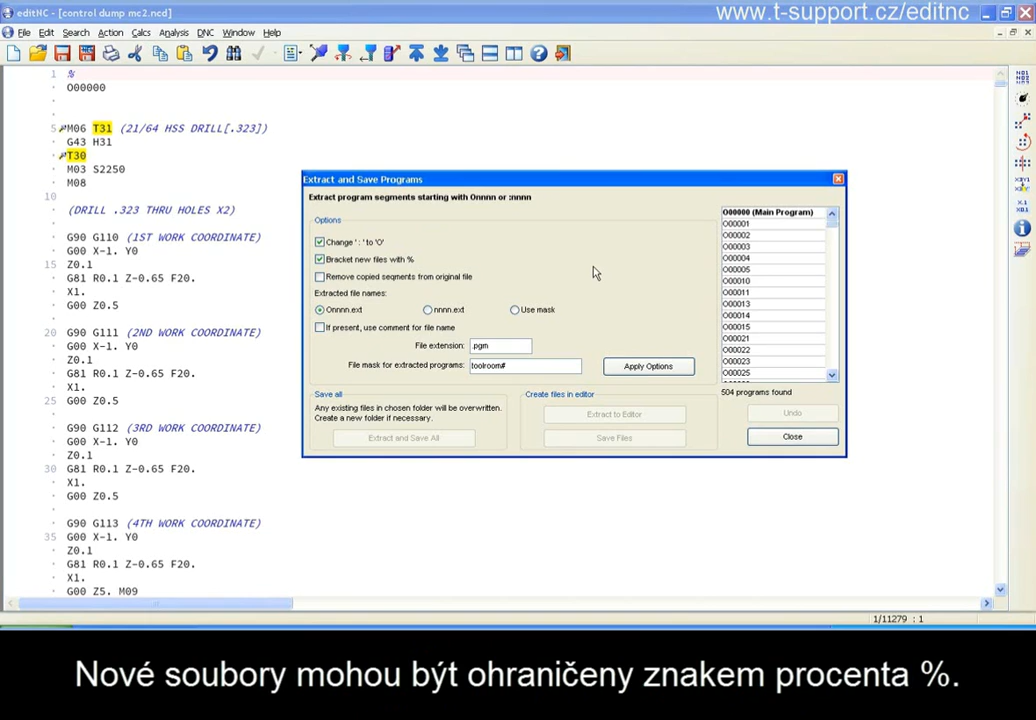 editNC - [control dump mc2.ncd]
www.t-support.cz/editnc
File Edit Search Action Calcs Analysis DNC Window Help
1 %
O00000
5 M06 T31 (21/64 HSS DRILL[.323])
G43 H31
T30
M03 S2250
M08
10
(DRILL .323 THRU HOLES X2)
G90 G110 (1ST WORK COORDINATE)
G00 X-1. Y0
15 Z0.1
G81 R0.1 Z-0.65 F20.
X1.
G00 Z0.5
20 G90 G111 (2ND WORK COORDINATE)
G00 X-1. Y0
Z0.1
G81 R0.1 Z-0.65 F20.
X1.
25 G00 Z0.5
G90 G112 (3RD WORK COORDINATE)
G00 X-1. Y0
Z0.1
30 G81 R0.1 Z-0.65 F20.
X1.
G00 Z0.5
G90 G113 (4TH WORK COORDINATE)
35 G00 X-1. Y0
Z0.1
G81 R0.1 Z-0.65 F20.
X1.
G00 Z5. M09
Extract and Save Programs
Extract program segments starting with Onnnn or :nnnn
Options
Change ' : ' to 'O'
Bracket new files with %
Remove copied segments from original file
Extracted file names:
Onnnn.ext nnnn.ext Use mask
If present, use comment for file name
File extension: .pgm
File mask for extracted programs: toolroom#
Apply Options
Save all
Any existing files in chosen folder will be overwritten.
Create a new folder if necessary.
Extract and Save All
Create files in editor
Extract to Editor
Save Files
O00000 (Main Program)
O00001
O00002
O00003
O00004
O00005
O00010
O00011
O00013
O00014
O00015
O00021
O00022
O00023
O00025
504 programs found
Undo
Close
1/11279 : 1
Nové soubory mohou být ohraničeny znakem procenta %.